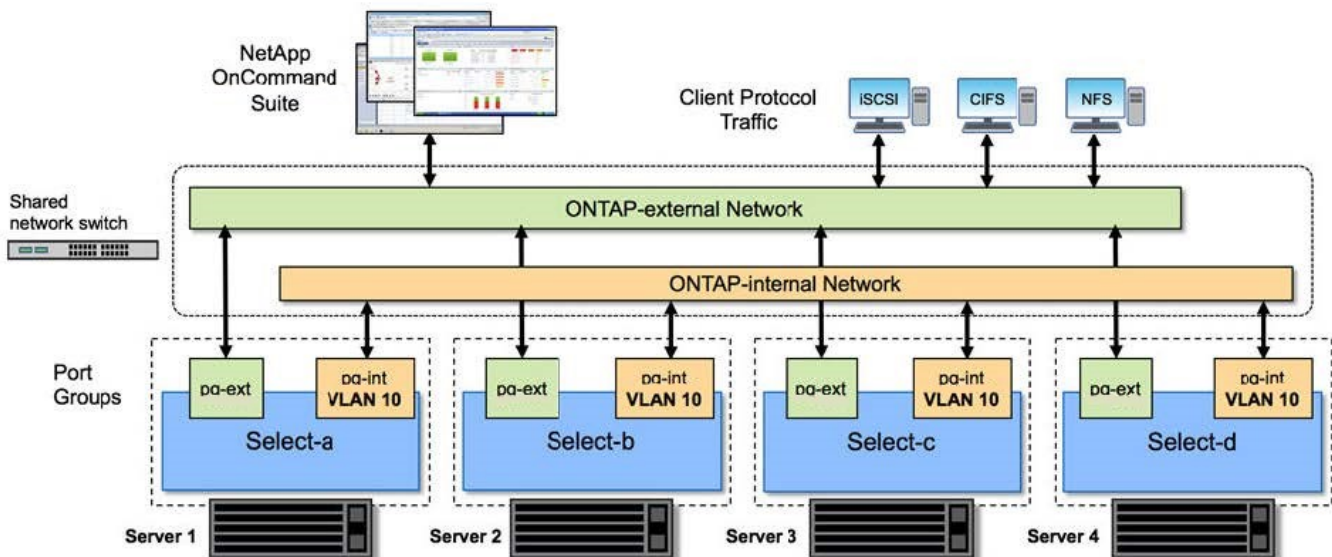 NetApp
OnCommand
Suite
Client Protocol
Traffic
iSCSI
CIFS
NFS
Shared
network switch
ONTAP-external Network
ONTAP-internal Network
Port
Groups
pg-ext
pg-int
VLAN 10
pg-ext
pg-int
VLAN 10
pg-ext
pg-int
VLAN 10
pg-ext
pg-int
VLAN 10
Select-a
Select-b
Select-c
Select-d
Server 1
Server 2
Server 3
Server 4